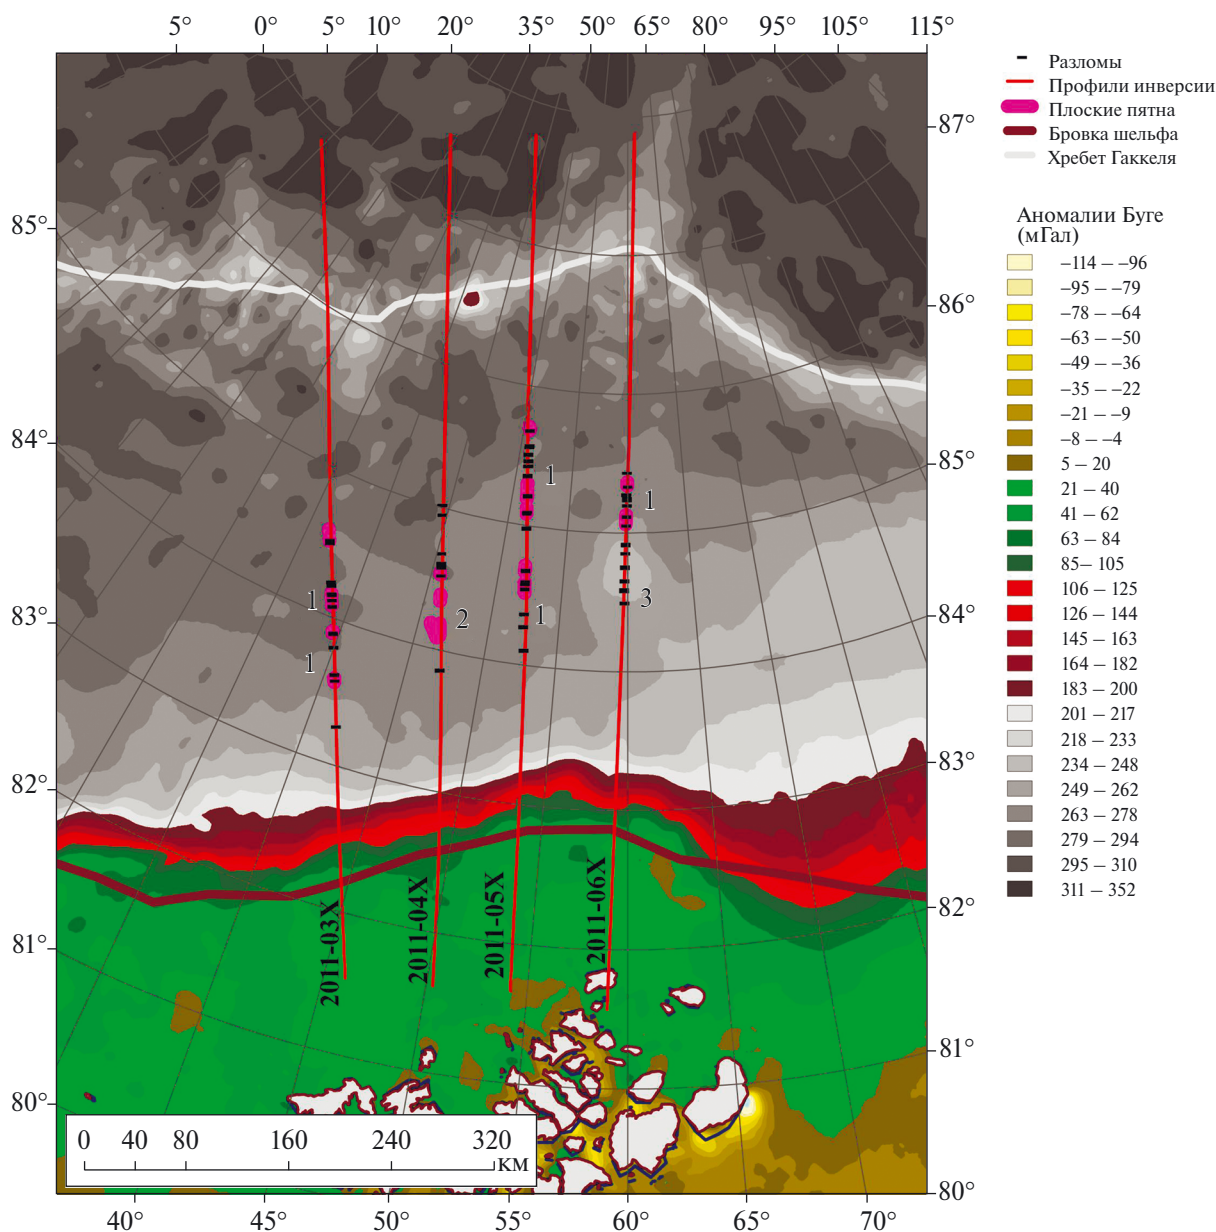 5° 0° 5° 10° 20° 35° 50° 65° 80° 95° 105° 115°
85°
84°
83°
82°
81°
80°
87°
86°
85°
84°
83°
82°
81°
80°
40° 45° 50° 55° 60° 65° 70°
1
1
2
1
1
1
3
2011-03X
2011-04X
2011-05X
2011-06X
0 40 80 160 240 320
КМ
Разломы
Профили инверсии
Плоские пятна
Бровка шельфа
Хребет Гаккеля
Аномалии Буге
(мГал)
−114 – −96
−95 – −79
−78 – −64
−63 – −50
−49 – −36
−35 – −22
−21 – −9
−8 – −4
5 – 20
21 – 40
41 – 62
63 – 84
85– 105
106 – 125
126 – 144
145 – 163
164 – 182
183 – 200
201 – 217
218 – 233
234 – 248
249 – 262
263 – 278
279 – 294
295 – 310
311 – 352